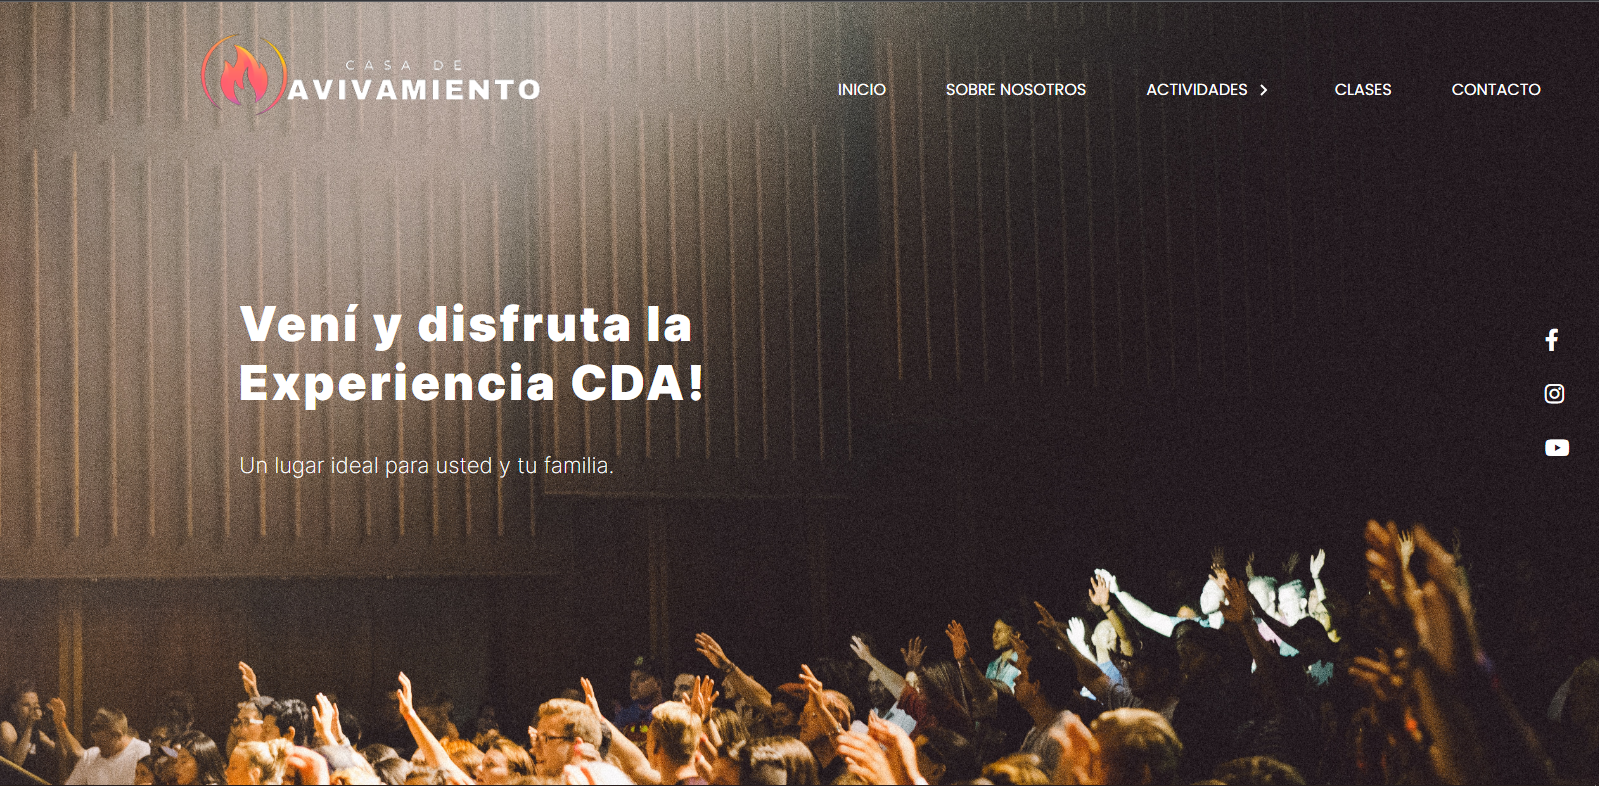 CASA DE
AVIVAMIENTO
INICIO SOBRE NOSOTROS ACTIVIDADES CLASES CONTACTO
Vení y disfruta la
Experiencia CDA!
Un lugar ideal para usted y tu familia.